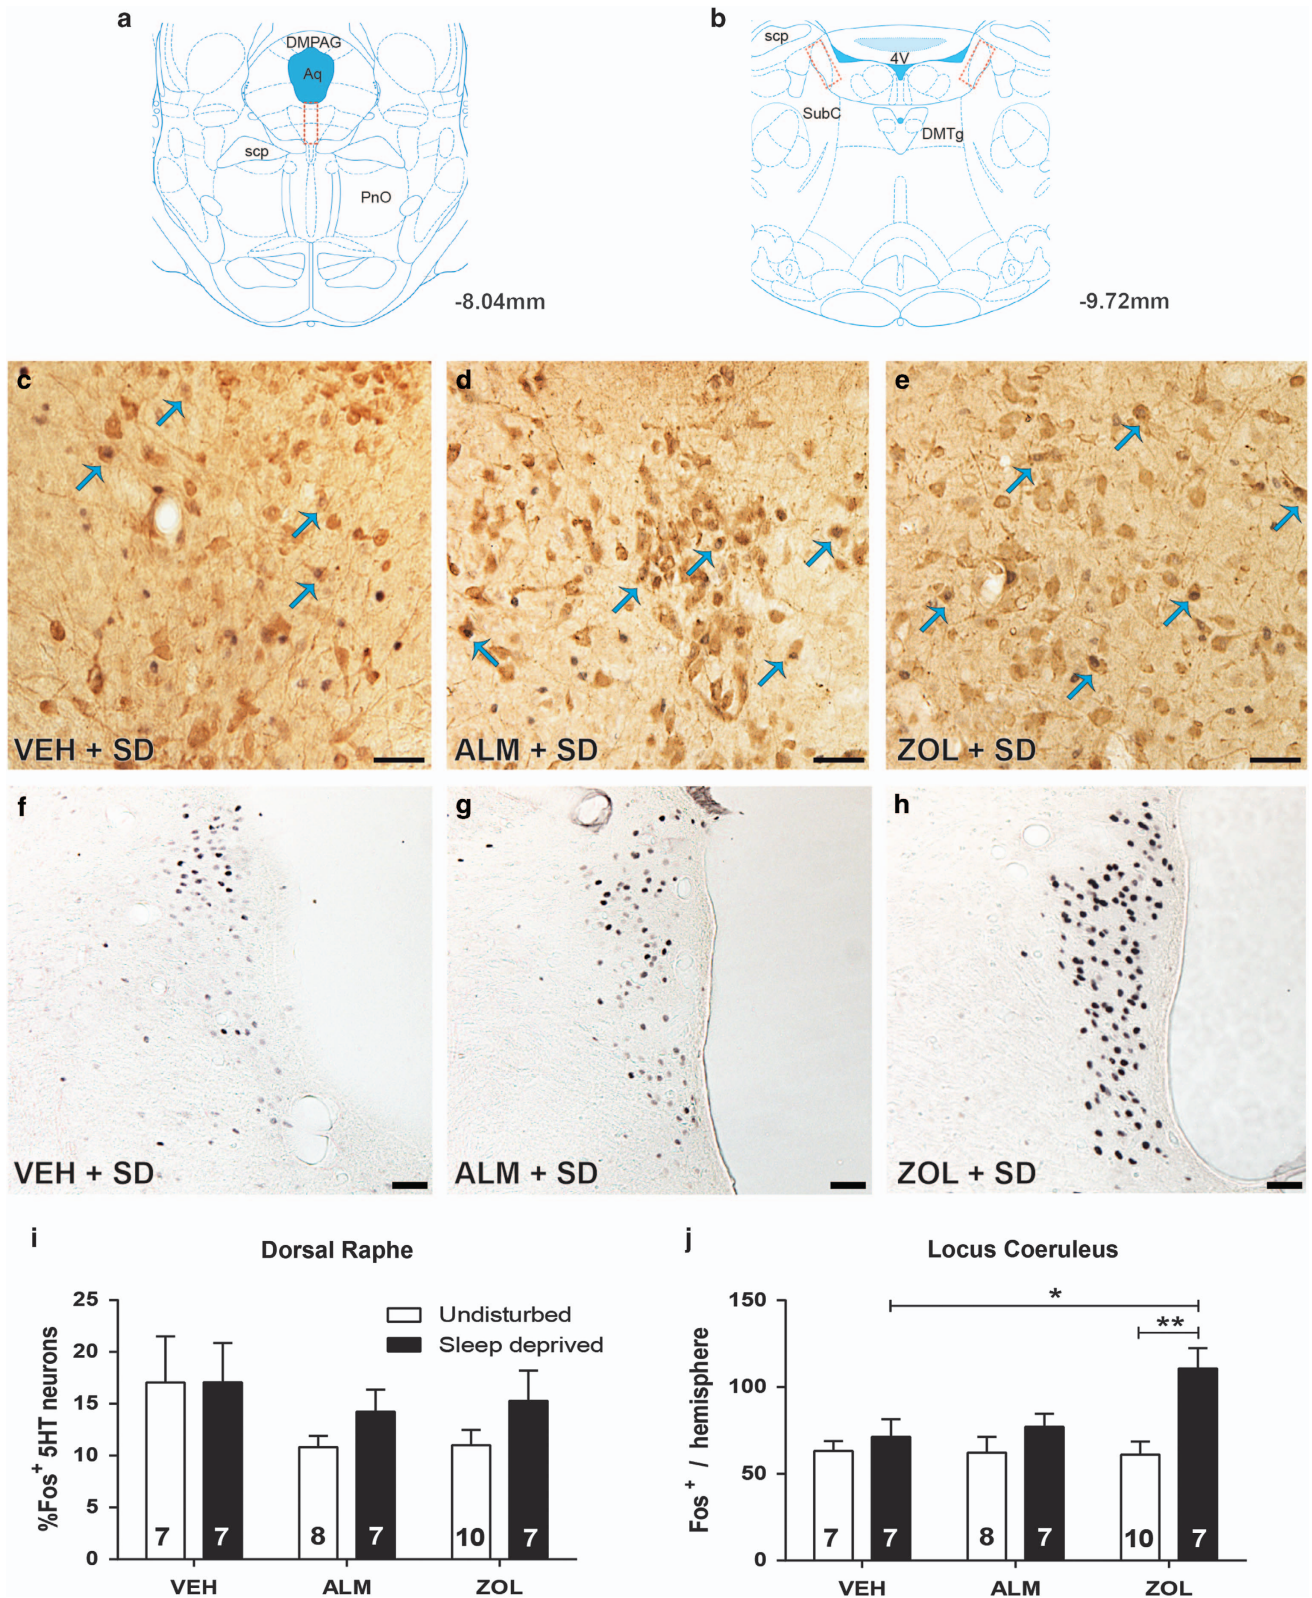 a
DMPAG
Aq
scp
PnO
-8.04mm
b
scp
4V
SubC
DMTg
-9.72mm
c
VEH + SD
d
ALM + SD
e
ZOL + SD
f
VEH + SD
g
ALM + SD
h
ZOL + SD
i
Dorsal Raphe
%Fos+ 5HT neurons
25
20
15
10
5
0
Undisturbed
Sleep deprived
7
7
8
7
10
7
VEH
ALM
ZOL
j
Locus Coeruleus
Fos + / hemisphere
150
100
50
0
*
**
7
7
8
7
10
7
VEH
ALM
ZOL